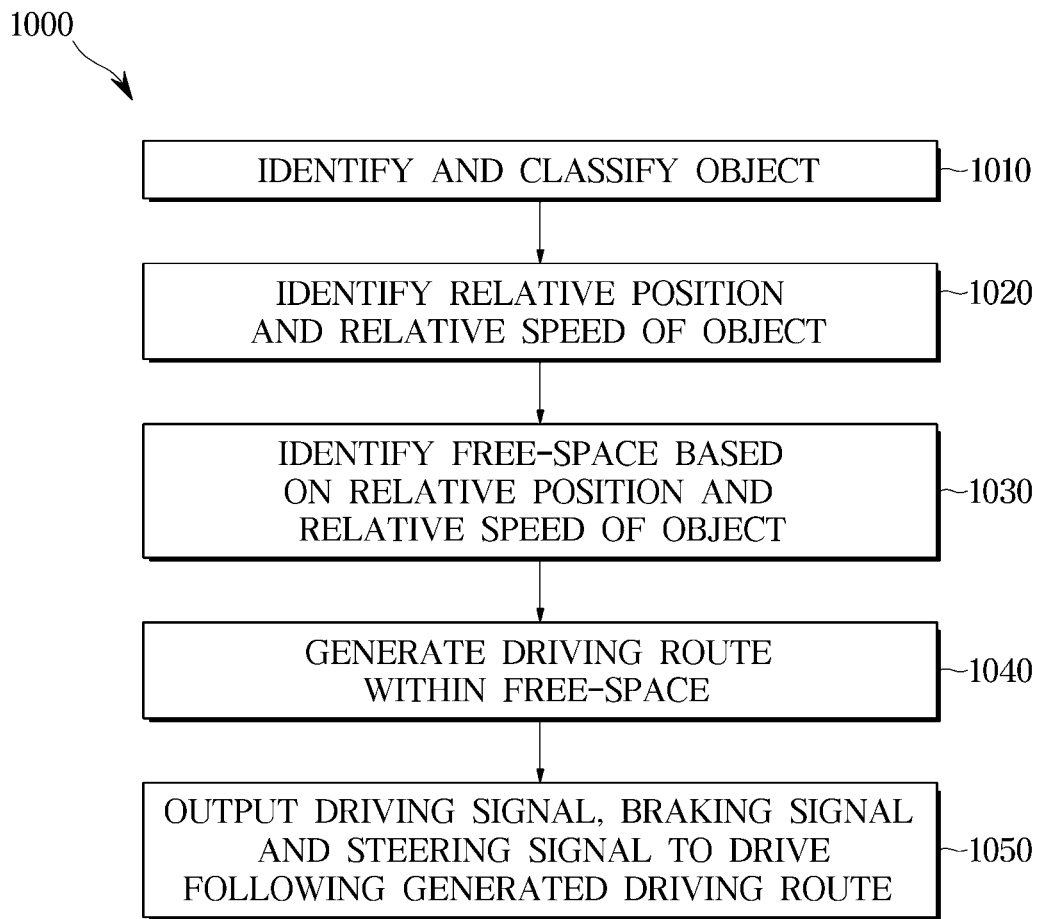 1000
IDENTIFY AND CLASSIFY OBJECT
1010
IDENTIFY RELATIVE POSITION
AND RELATIVE SPEED OF OBJECT
1020
IDENTIFY FREE-SPACE BASED
ON RELATIVE POSITION AND
RELATIVE SPEED OF OBJECT
1030
GENERATE DRIVING ROUTE
WITHIN FREE-SPACE
1040
OUTPUT DRIVING SIGNAL, BRAKING SIGNAL
AND STEERING SIGNAL TO DRIVE
FOLLOWING GENERATED DRIVING ROUTE
1050